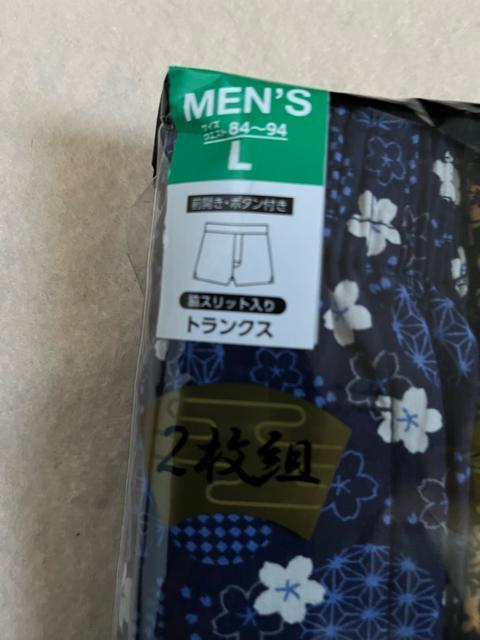 MEN'S
サイズ
ウエスト 84〜94
L
前開き・ボタン付き
脇スリット入り
トランクス
2枚組